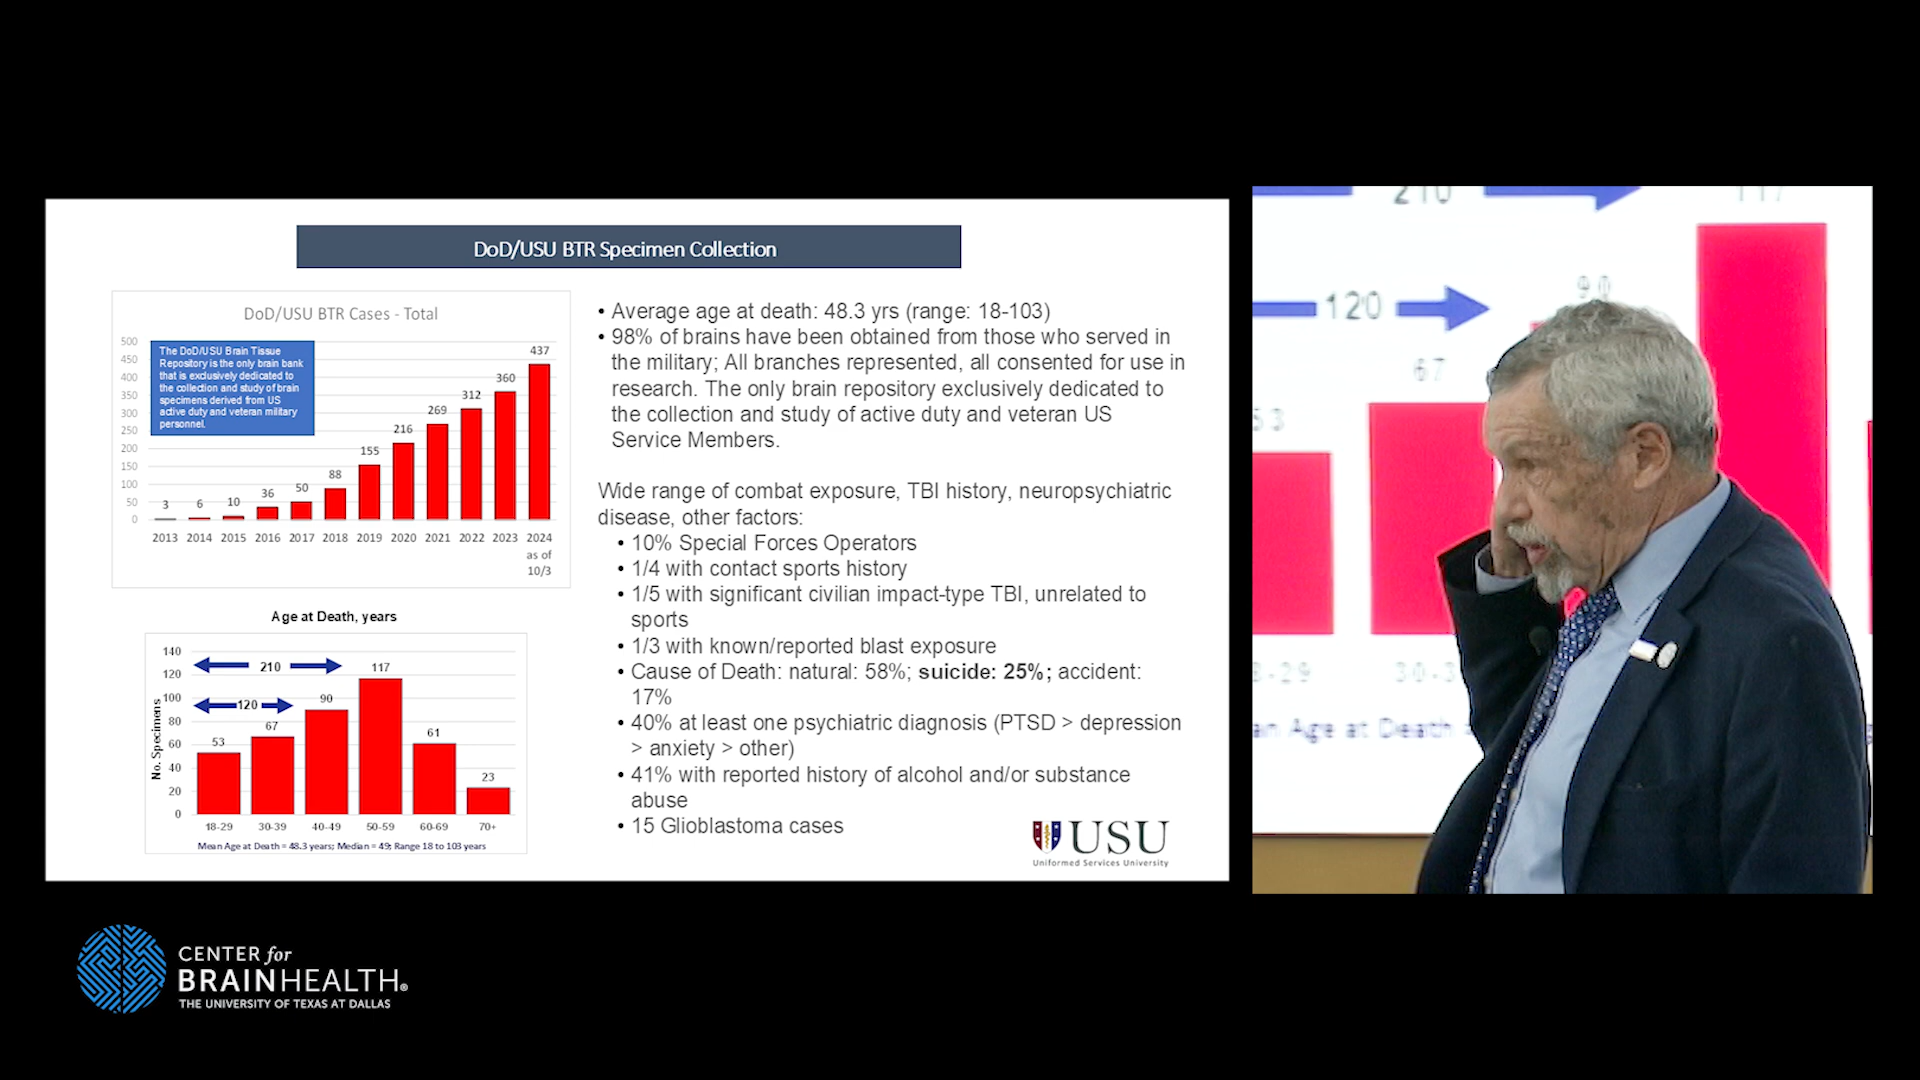 DoD/USU BTR Specimen Collection
DoD/USU BTR Cases - Total
500
450
400
350
300
250
200
150
100
50
0
The DoD/USU Brain Tissue
Repository is the only brain bank
that is exclusively dedicated to
the collection and study of brain
specimens derived from US
active duty and veteran military
personnel.
3 6 10 36 50 88 155 216 269 312 360 437
2013 2014 2015 2016 2017 2018 2019 2020 2021 2022 2023 2024
as of
10/3
Age at Death, years
No. Specimens
140
120
100
80
60
40
20
0
210
120
53 67 90 117 61 23
18-29 30-39 40-49 50-59 60-69 70+
Mean Age at Death = 48.3 years; Median = 49; Range 18 to 103 years
• Average age at death: 48.3 yrs (range: 18-103)
• 98% of brains have been obtained from those who served in
the military; All branches represented, all consented for use in
research. The only brain repository exclusively dedicated to
the collection and study of active duty and veteran US
Service Members.
Wide range of combat exposure, TBI history, neuropsychiatric
disease, other factors:
• 10% Special Forces Operators
• 1/4 with contact sports history
• 1/5 with significant civilian impact-type TBI, unrelated to
sports
• 1/3 with known/reported blast exposure
• Cause of Death: natural: 58%; suicide: 25%; accident:
17%
• 40% at least one psychiatric diagnosis (PTSD > depression
> anxiety > other)
• 41% with reported history of alcohol and/or substance
abuse
• 15 Glioblastoma cases
USU
Uniformed Services University
210
117
120
90
67
53
8-29
30-3
an Age at Death
CENTER for
BRAINHEALTH®
THE UNIVERSITY OF TEXAS AT DALLAS